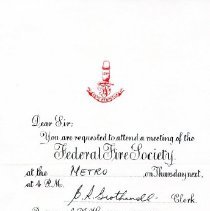 Dear Sir:
You are requested to attend a meeting of the
Federal Fire Society
at the METRO on Thursday next,
at 4 P.M.
Clerk.